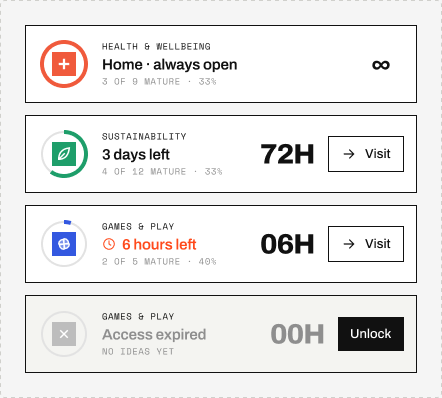 HEALTH & WELLBEING
Home · always open
3 OF 9 MATURE · 33%
∞
SUSTAINABILITY
3 days left
4 OF 12 MATURE · 33%
72H
→ Visit
GAMES & PLAY
6 hours left
2 OF 5 MATURE · 40%
06H
→ Visit
GAMES & PLAY
Access expired
NO IDEAS YET
00H
Unlock